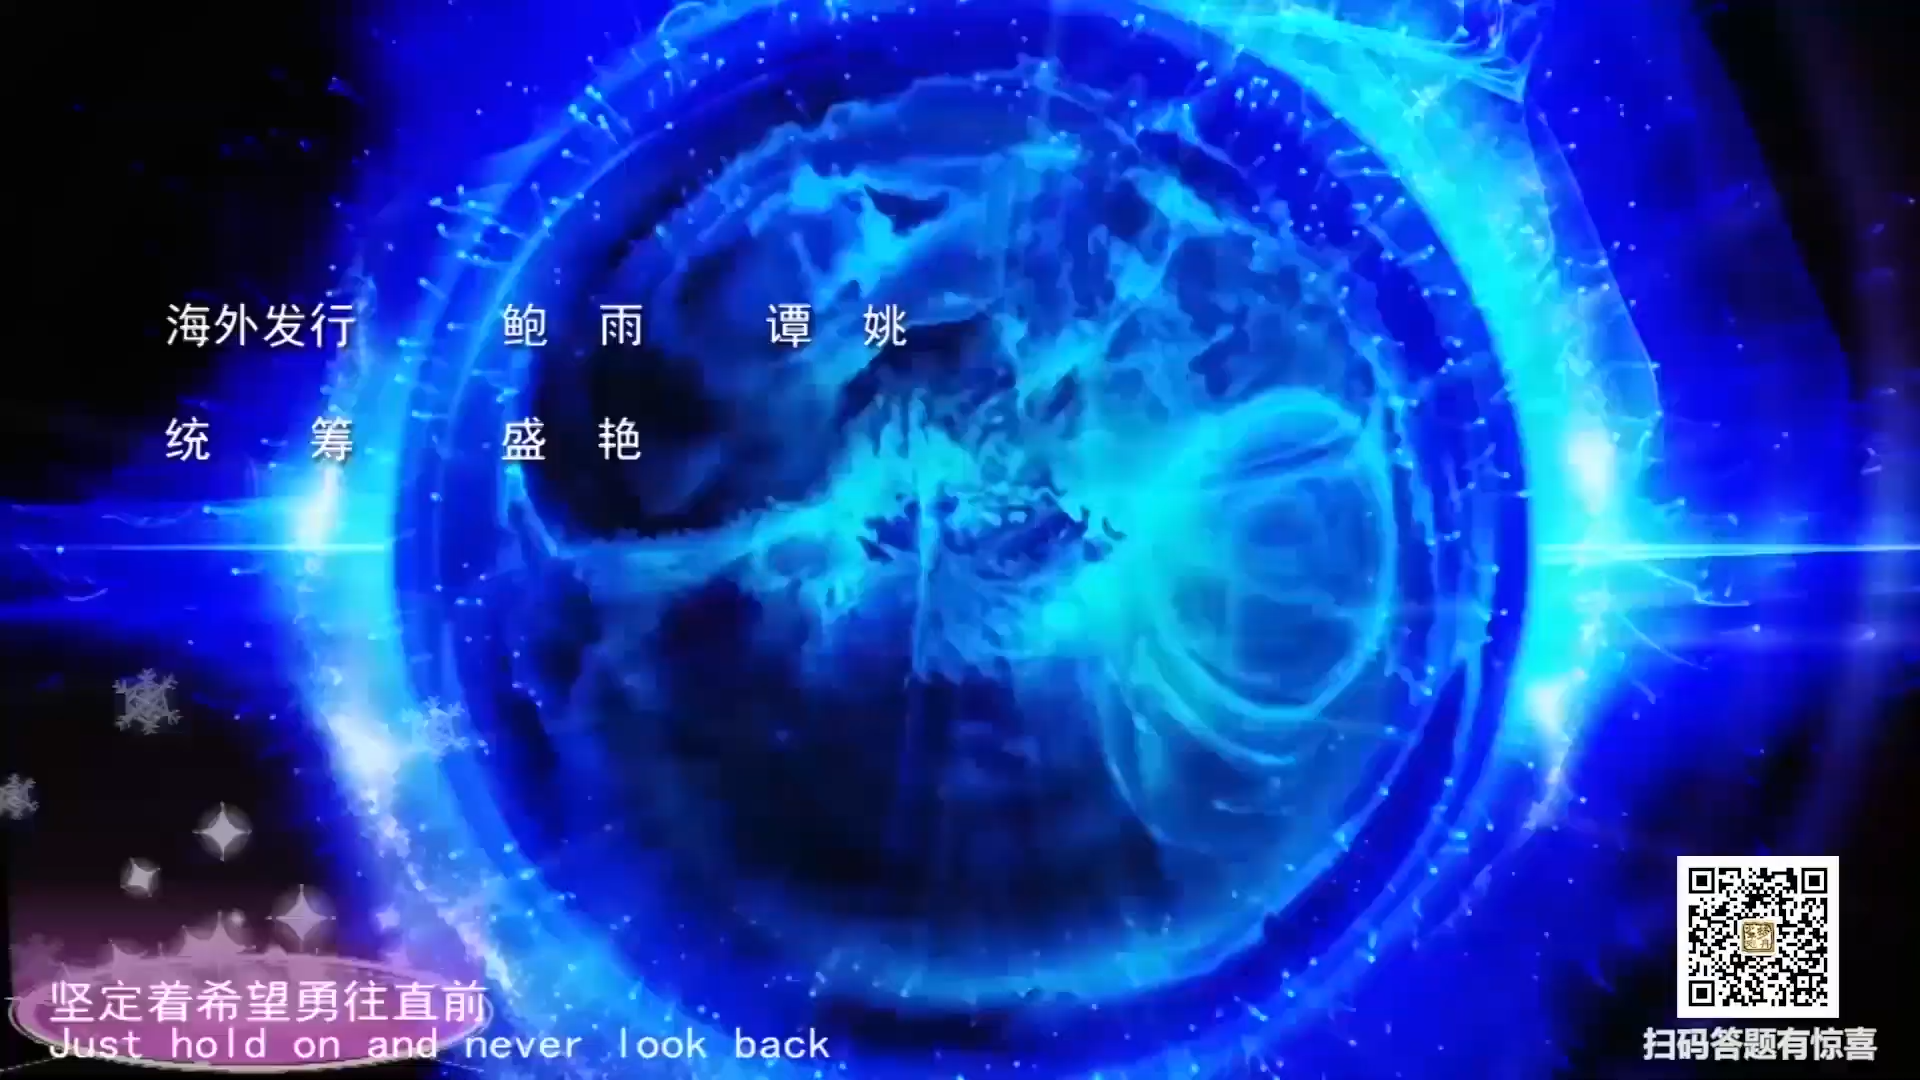 海外发行 鲍雨 谭姚
统筹 盛艳
坚定着希望勇往直前
Just hold on and never look back
扫码答题有惊喜